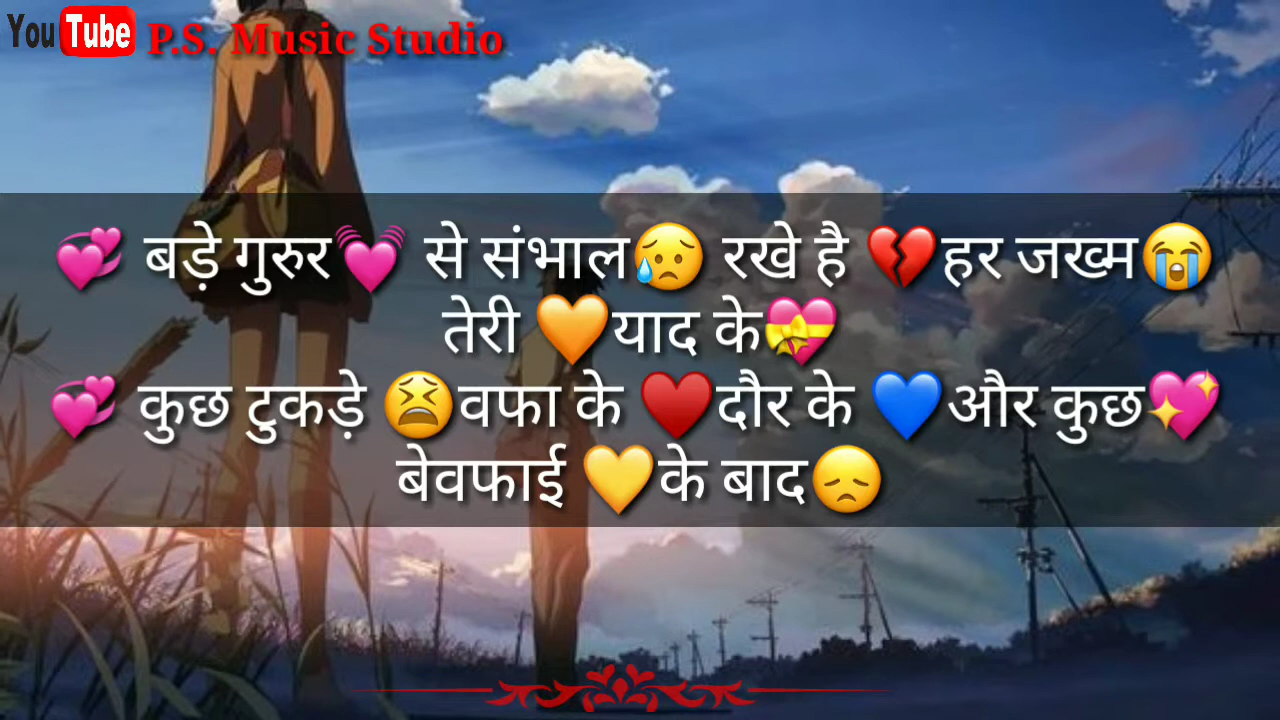 YouTube P.S. Music Studio
💞 बड़े गुरुर💓 से संभाल😥 रखे है 💔हर जख्म😭
तेरी 🧡याद के💝
💞 कुछ टुकड़े 😫वफा के ♥️दौर के 💙और कुछ💖
बेवफाई 💛के बाद😞